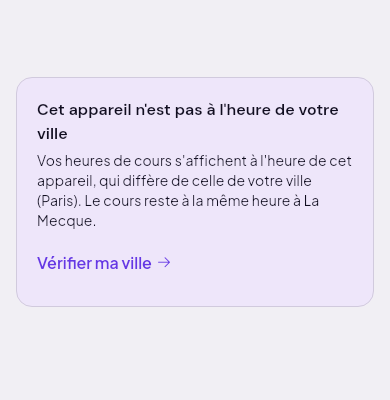 Cet appareil n'est pas à l'heure de votre
ville
Vos heures de cours s'affichent à l'heure de cet
appareil, qui diffère de celle de votre ville
(Paris). Le cours reste à la même heure à La
Mecque.
Vérifier ma ville →